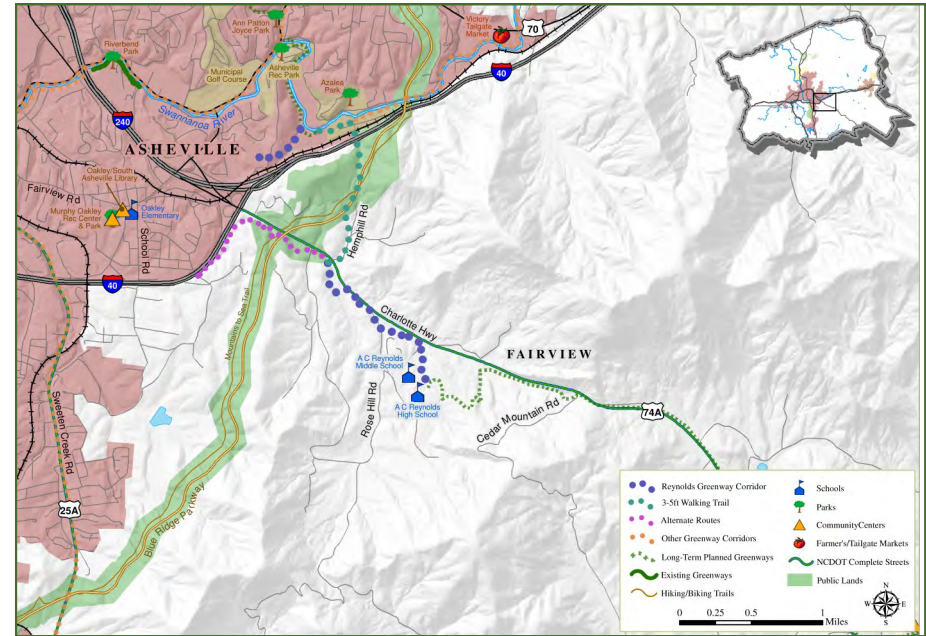 Ann Patton
Joyce Park
Victory
Tailgate
Market
70
Riverbend
Park
Asheville
Rec Park
Municipal
Golf Course
Azalea
Park
40
Swannanoa River
240
ASHEVILLE
Oakley/South
Asheville Library
Fairview Rd
Murphy Oakley
Rec Center
& Park
Oakley
Elementary
School Rd
Hemphill Rd
40
Mountains to Sea Trail
Charlotte Hwy
FAIRVIEW
A C Reynolds
Middle School
A C Reynolds
High School
Rose Hill Rd
Cedar Mountain Rd
74A
Sweeten Creek Rd
25A
Blue Ridge Parkway
Reynolds Greenway Corridor
3-5ft Walking Trail
Alternate Routes
Other Greenway Corridors
Long-Term Planned Greenways
Existing Greenways
Hiking/Biking Trails
Schools
Parks
CommunityCenters
Farmer's/Tailgate Markets
NCDOT Complete Streets
Public Lands
N
W E
S
0 0.25 0.5 1
Miles